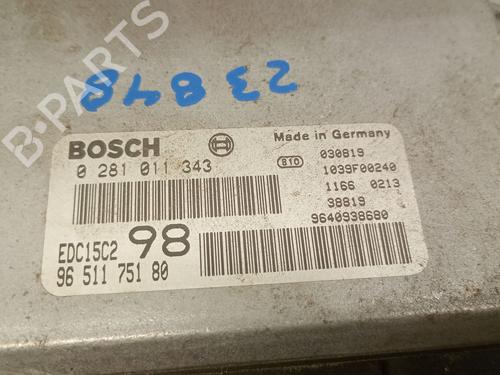 B-PARTS
23848
BOSCH
Made in Germany
0 281 011 343
B10
030819
1039F00240
1166 0213
38819
9640938680
EDC15C2
98
96 511 751 80